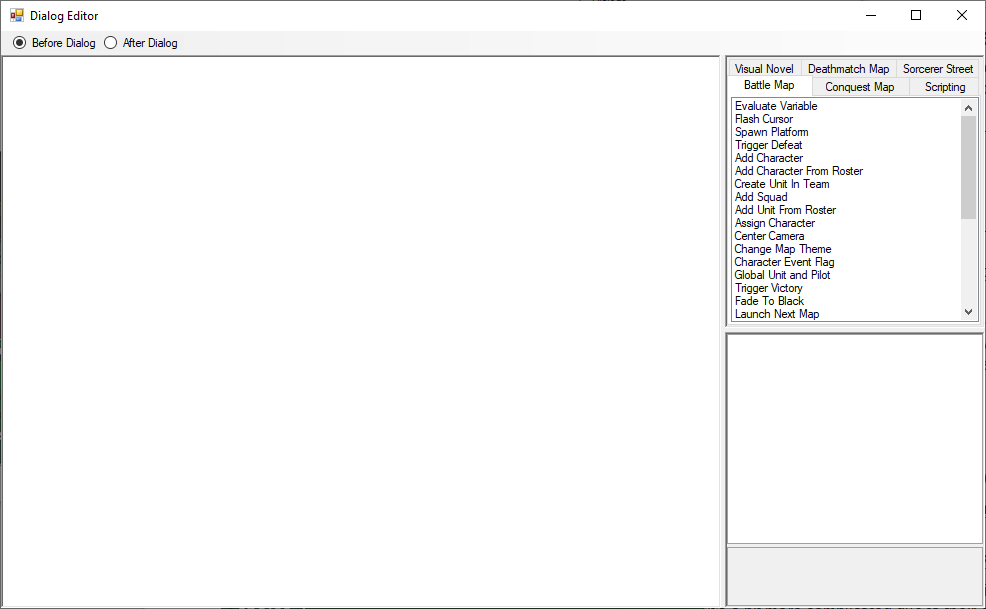 Dialog Editor
Before Dialog After Dialog
Visual Novel Deathmatch Map Sorcerer Street
Battle Map Conquest Map Scripting
Evaluate Variable
Flash Cursor
Spawn Platform
Trigger Defeat
Add Character
Add Character From Roster
Create Unit In Team
Add Squad
Add Unit From Roster
Assign Character
Center Camera
Change Map Theme
Character Event Flag
Global Unit and Pilot
Trigger Victory
Fade To Black
Launch Next Map